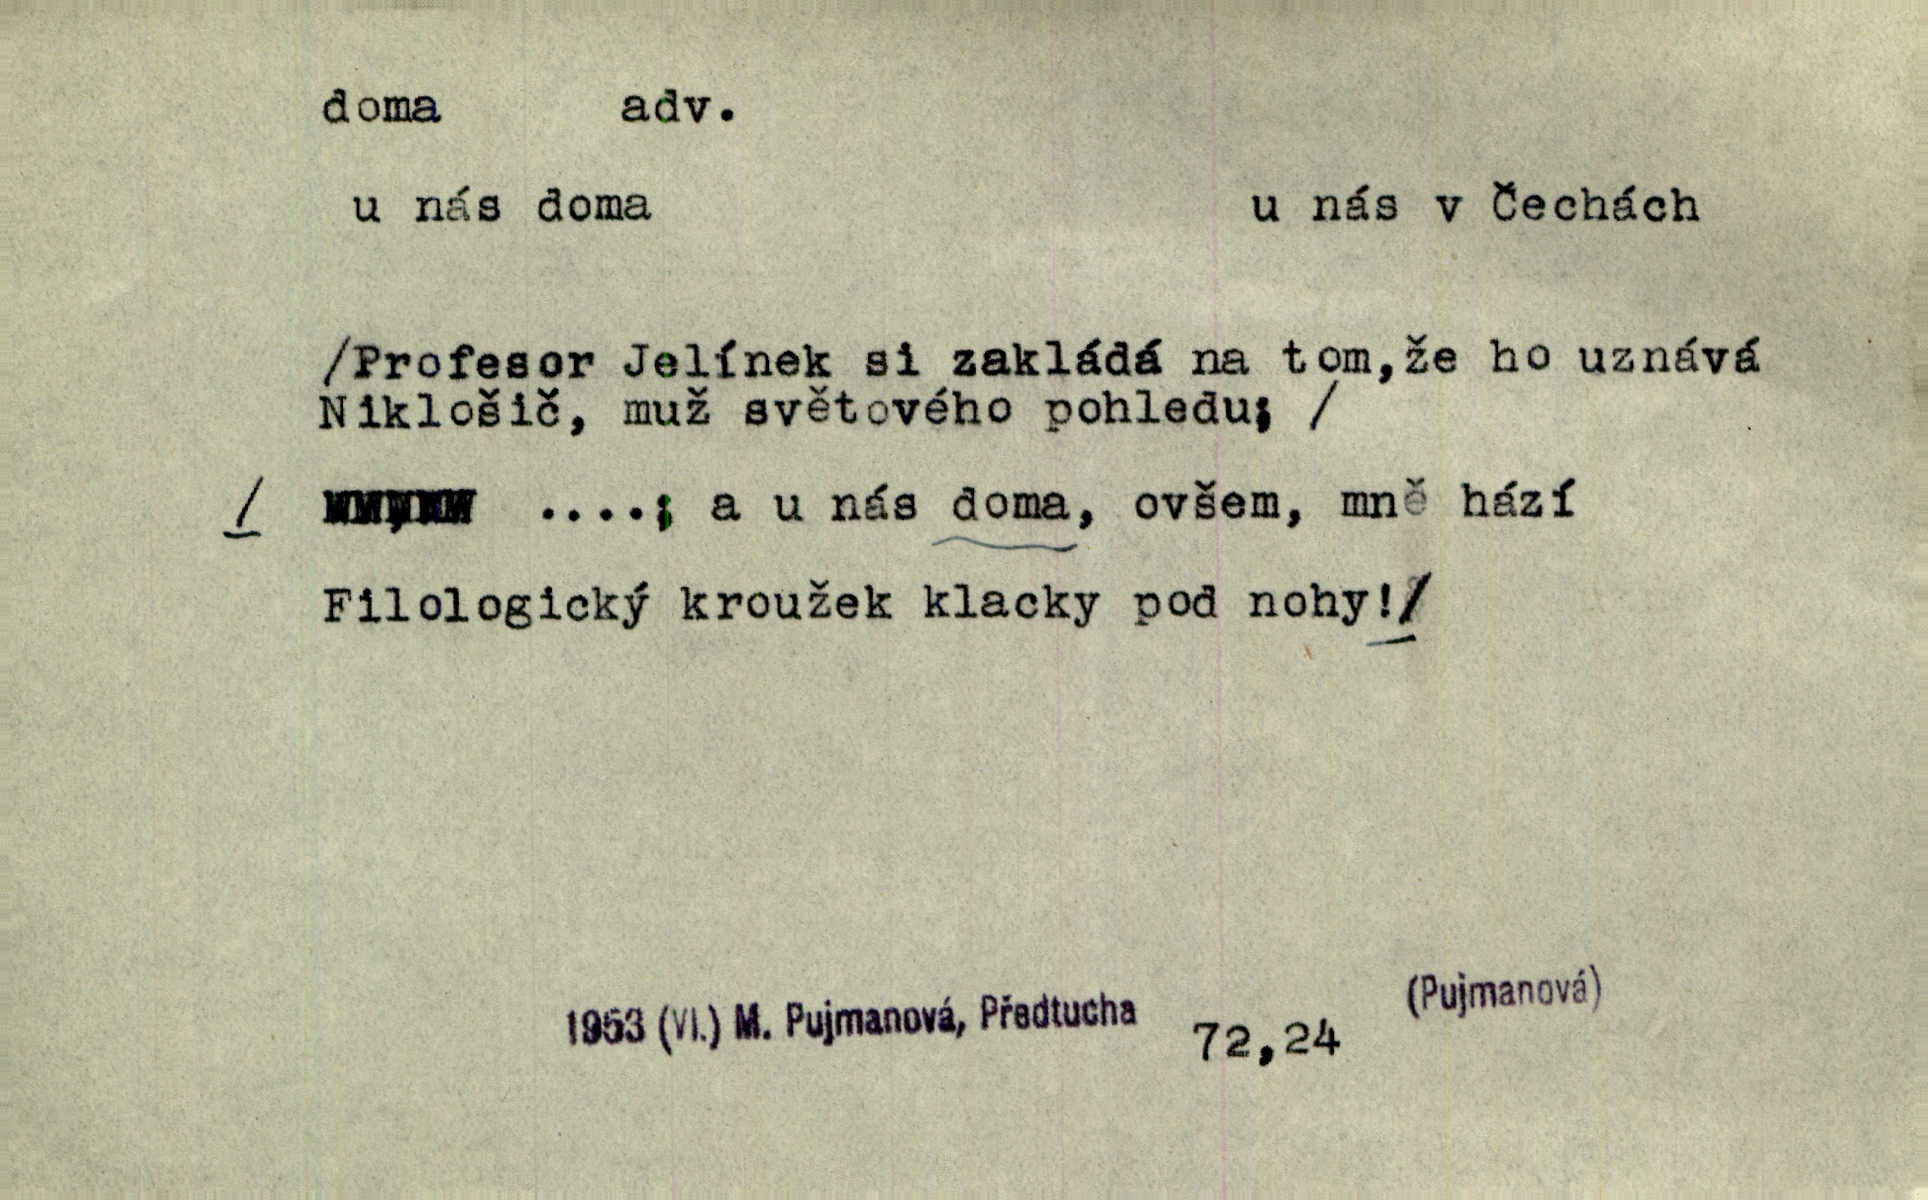 doma adv.
u nás doma u nás v Čechách
/Profesor Jelínek si zakládá na tom,že ho uznává
Niklošič, muž světového pohledu; /
/ ....; a u nás doma, ovšem, mně hází
Filologický kroužek klacky pod nohy!/
1953 (VI.) M. Pujmanová, Předtucha 72,24 (Pujmanová)